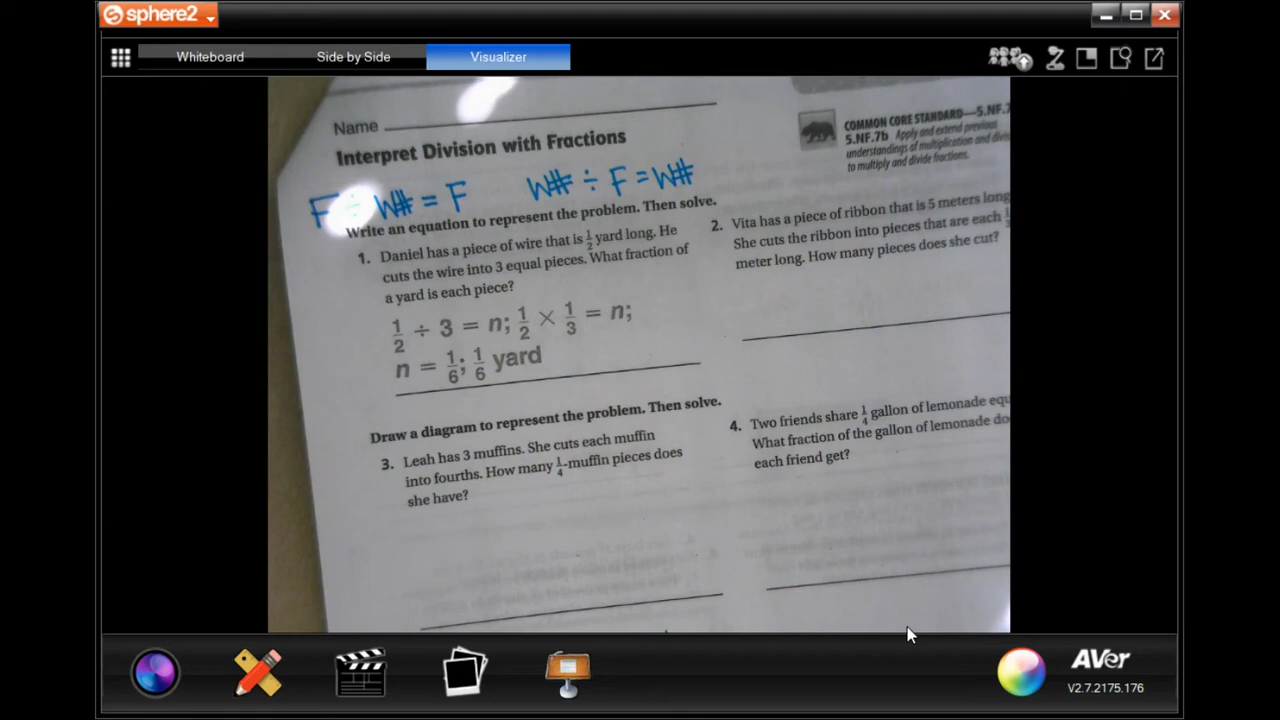 sphere2
Whiteboard Side by Side Visualizer
Name
COMMON CORE STANDARD—5.NF.7
5.NF.7b Apply and extend previous
understandings of multiplication and
to multiply and divide fractions.
Interpret Division with Fractions
F ÷ W# = F W# ÷ F = W#
Write an equation to represent the problem. Then solve.
1. Daniel has a piece of wire that is 1/2 yard long. He
cuts the wire into 3 equal pieces. What fraction of
a yard is each piece?
1/2 ÷ 3 = n; 1/2 × 1/3 = n;
n = 1/6; 1/6 yard
2. Vita has a piece of ribbon that is 5 meters long
She cuts the ribbon into pieces that are each
meter long. How many pieces does she cut?
Draw a diagram to represent the problem. Then solve.
3. Leah has 3 muffins. She cuts each muffin
into fourths. How many 1/4-muffin pieces does
she have?
4. Two friends share 1/4 gallon of lemonade
What fraction of the gallon of lemonade
each friend get?
AVer
V2.7.2175.176